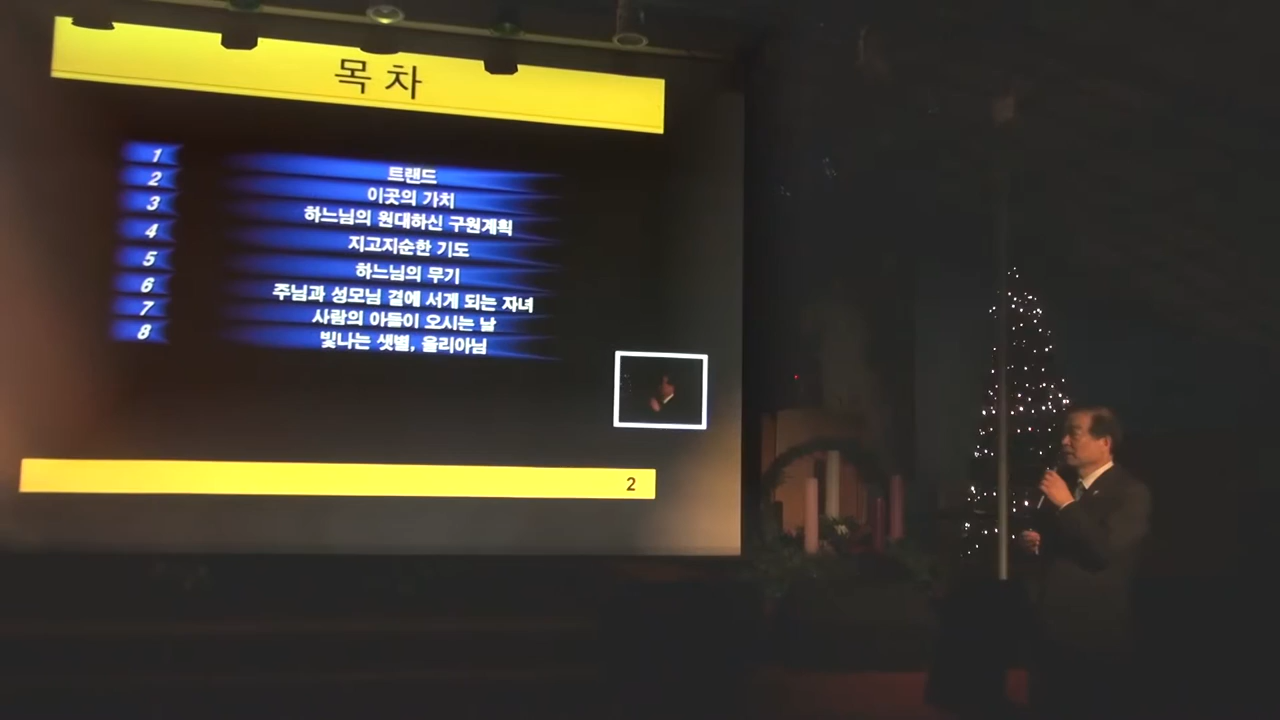 목차
1 트랜드
2 이곳의 가치
3 하느님의 원대하신 구원계획
4 지고지순한 기도
5 하느님의 무기
6 주님과 성모님 곁에 서게 되는 자녀
7 사람의 아들이 오시는 날
8 빛나는 샛별, 율리아님
2